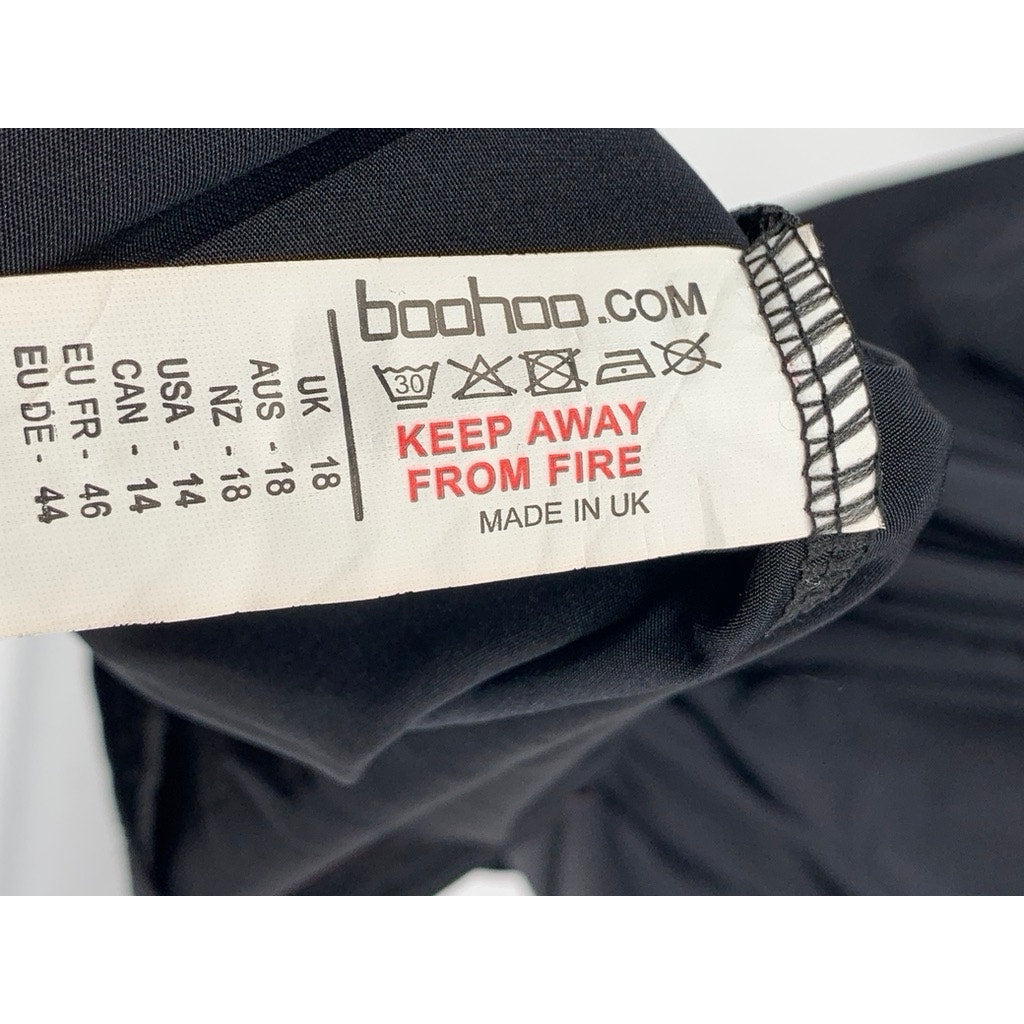 boohoo.COM
30
KEEP AWAY
FROM FIRE
MADE IN UK
UK 18
AUS - 18
NZ - 18
USA - 14
CAN - 14
EU FR - 46
EU DE - 44